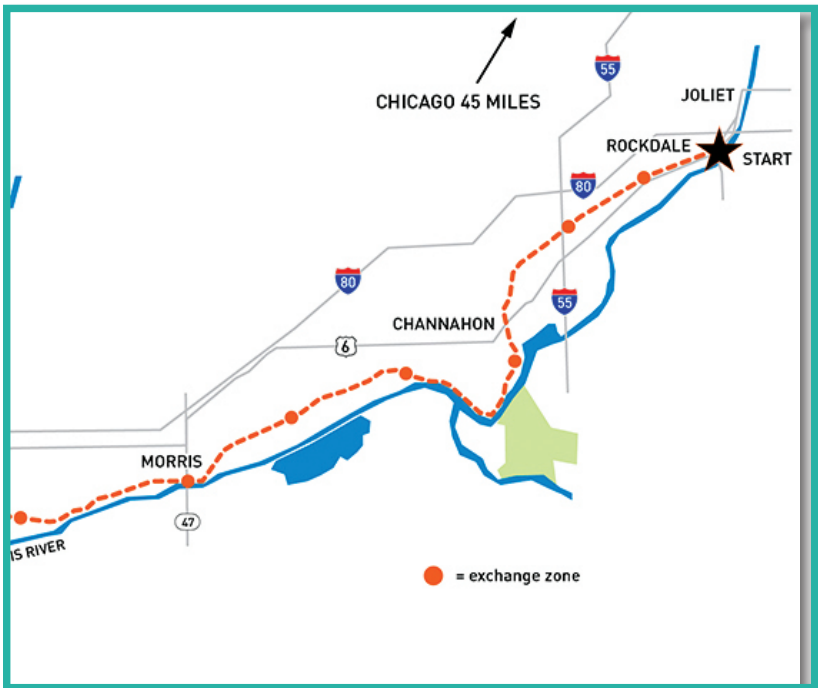 CHICAGO 45 MILES
55
JOLIET
ROCKDALE
START
80
80
55
CHANNAHON
6
MORRIS
47
IS RIVER
= exchange zone